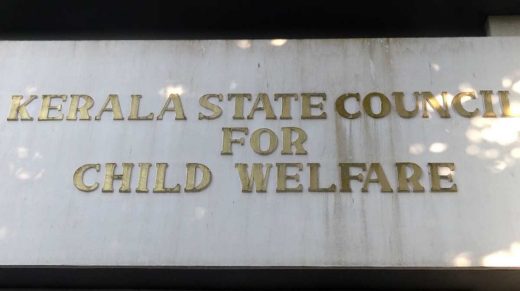 KERALA STATE COUNCIL
FOR
CHILD WELFARE